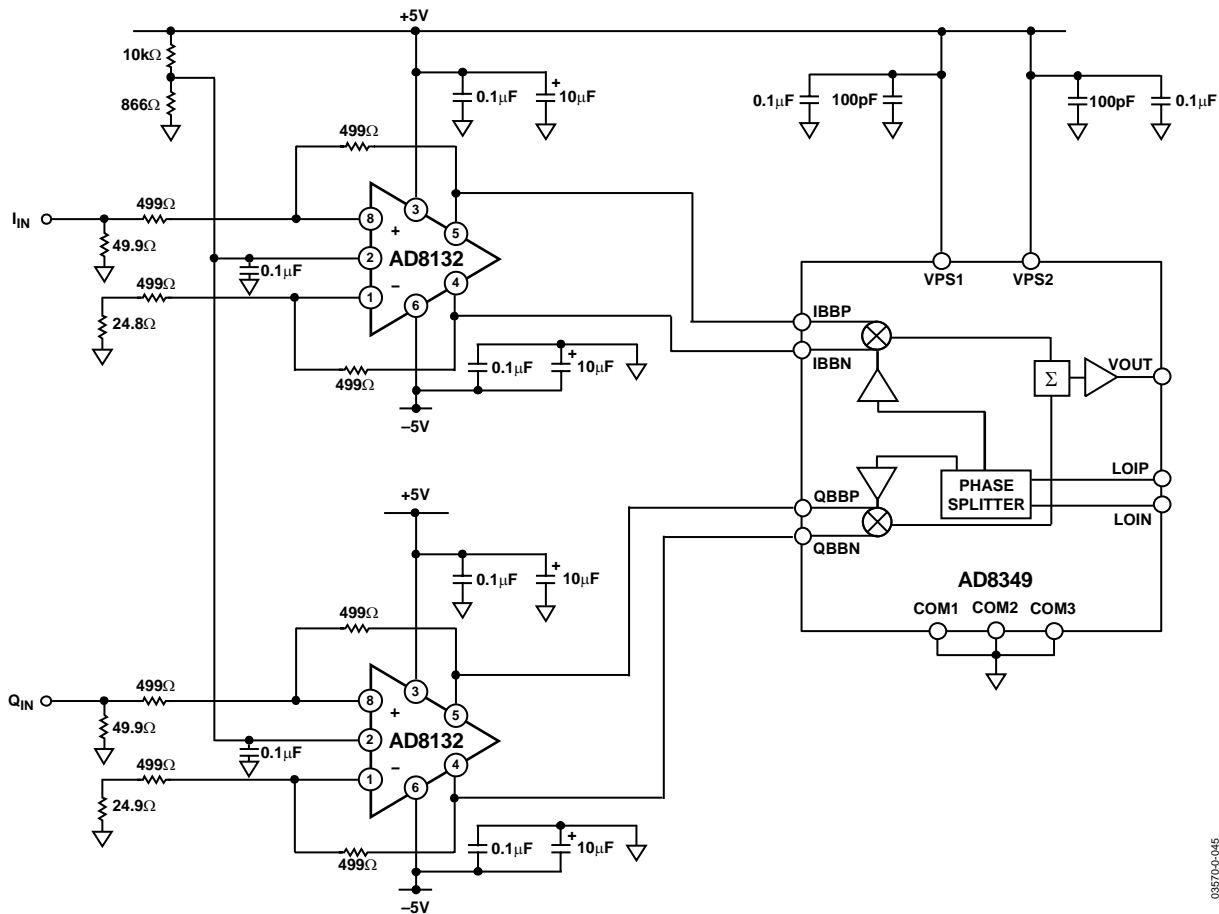 +5V
10kΩ
866Ω
0.1µF
+
10µF
0.1µF
100pF
100pF
0.1µF
499Ω
IIN
499Ω
49.9Ω
8
+
3
5
2
AD8132
0.1µF
4
1
−
6
499Ω
24.8Ω
499Ω
0.1µF
+
10µF
−5V
VPS1
VPS2
IBBP
IBBN
Σ
VOUT
PHASE
SPLITTER
LOIP
LOIN
QBBP
QBBN
AD8349
COM1
COM2
COM3
+5V
0.1µF
+
10µF
499Ω
QIN
499Ω
49.9Ω
8
+
3
5
2
AD8132
0.1µF
4
1
−
6
499Ω
24.9Ω
499Ω
0.1µF
+
10µF
−5V
03570-0-045